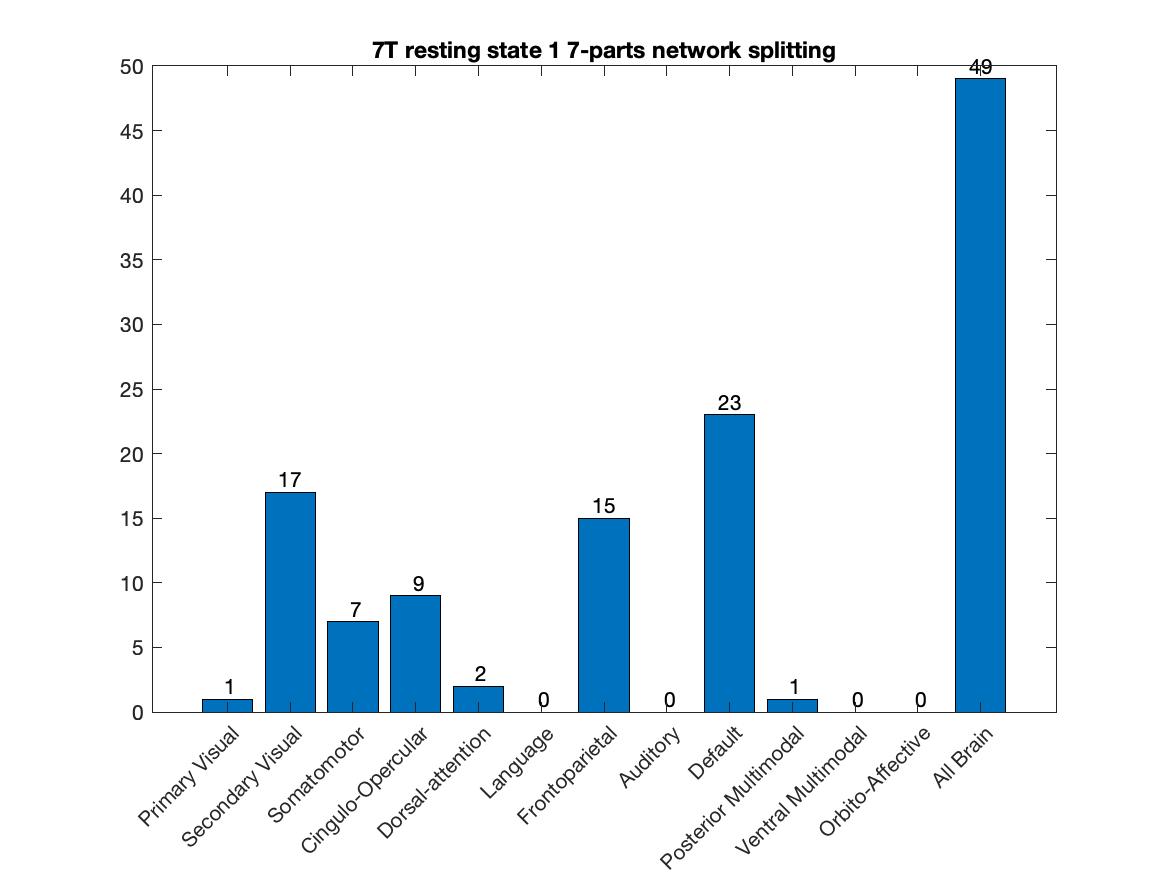 7T resting state 1 7-parts network splitting
50
45
40
35
30
25
20
15
10
5
0
1
17
7
9
2
0
15
0
23
1
0
0
49
Primary Visual
Secondary Visual
Somatomotor
Cingulo-Opercular
Dorsal-attention
Language
Frontoparietal
Auditory
Default
Posterior Multimodal
Ventral Multimodal
Orbito-Affective
All Brain